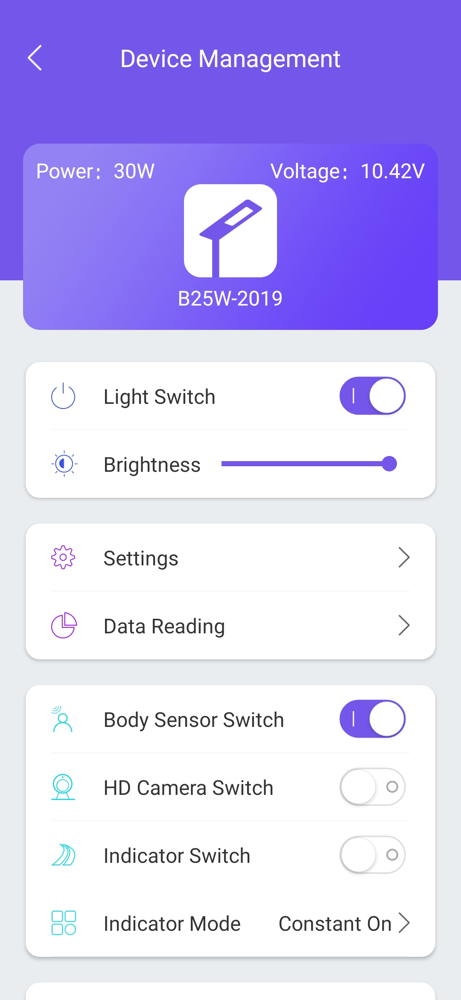 Device Management
Power： 30W Voltage： 10.42V
B25W-2019
Light Switch
Brightness
Settings
Data Reading
Body Sensor Switch
HD Camera Switch
Indicator Switch
Indicator Mode Constant On